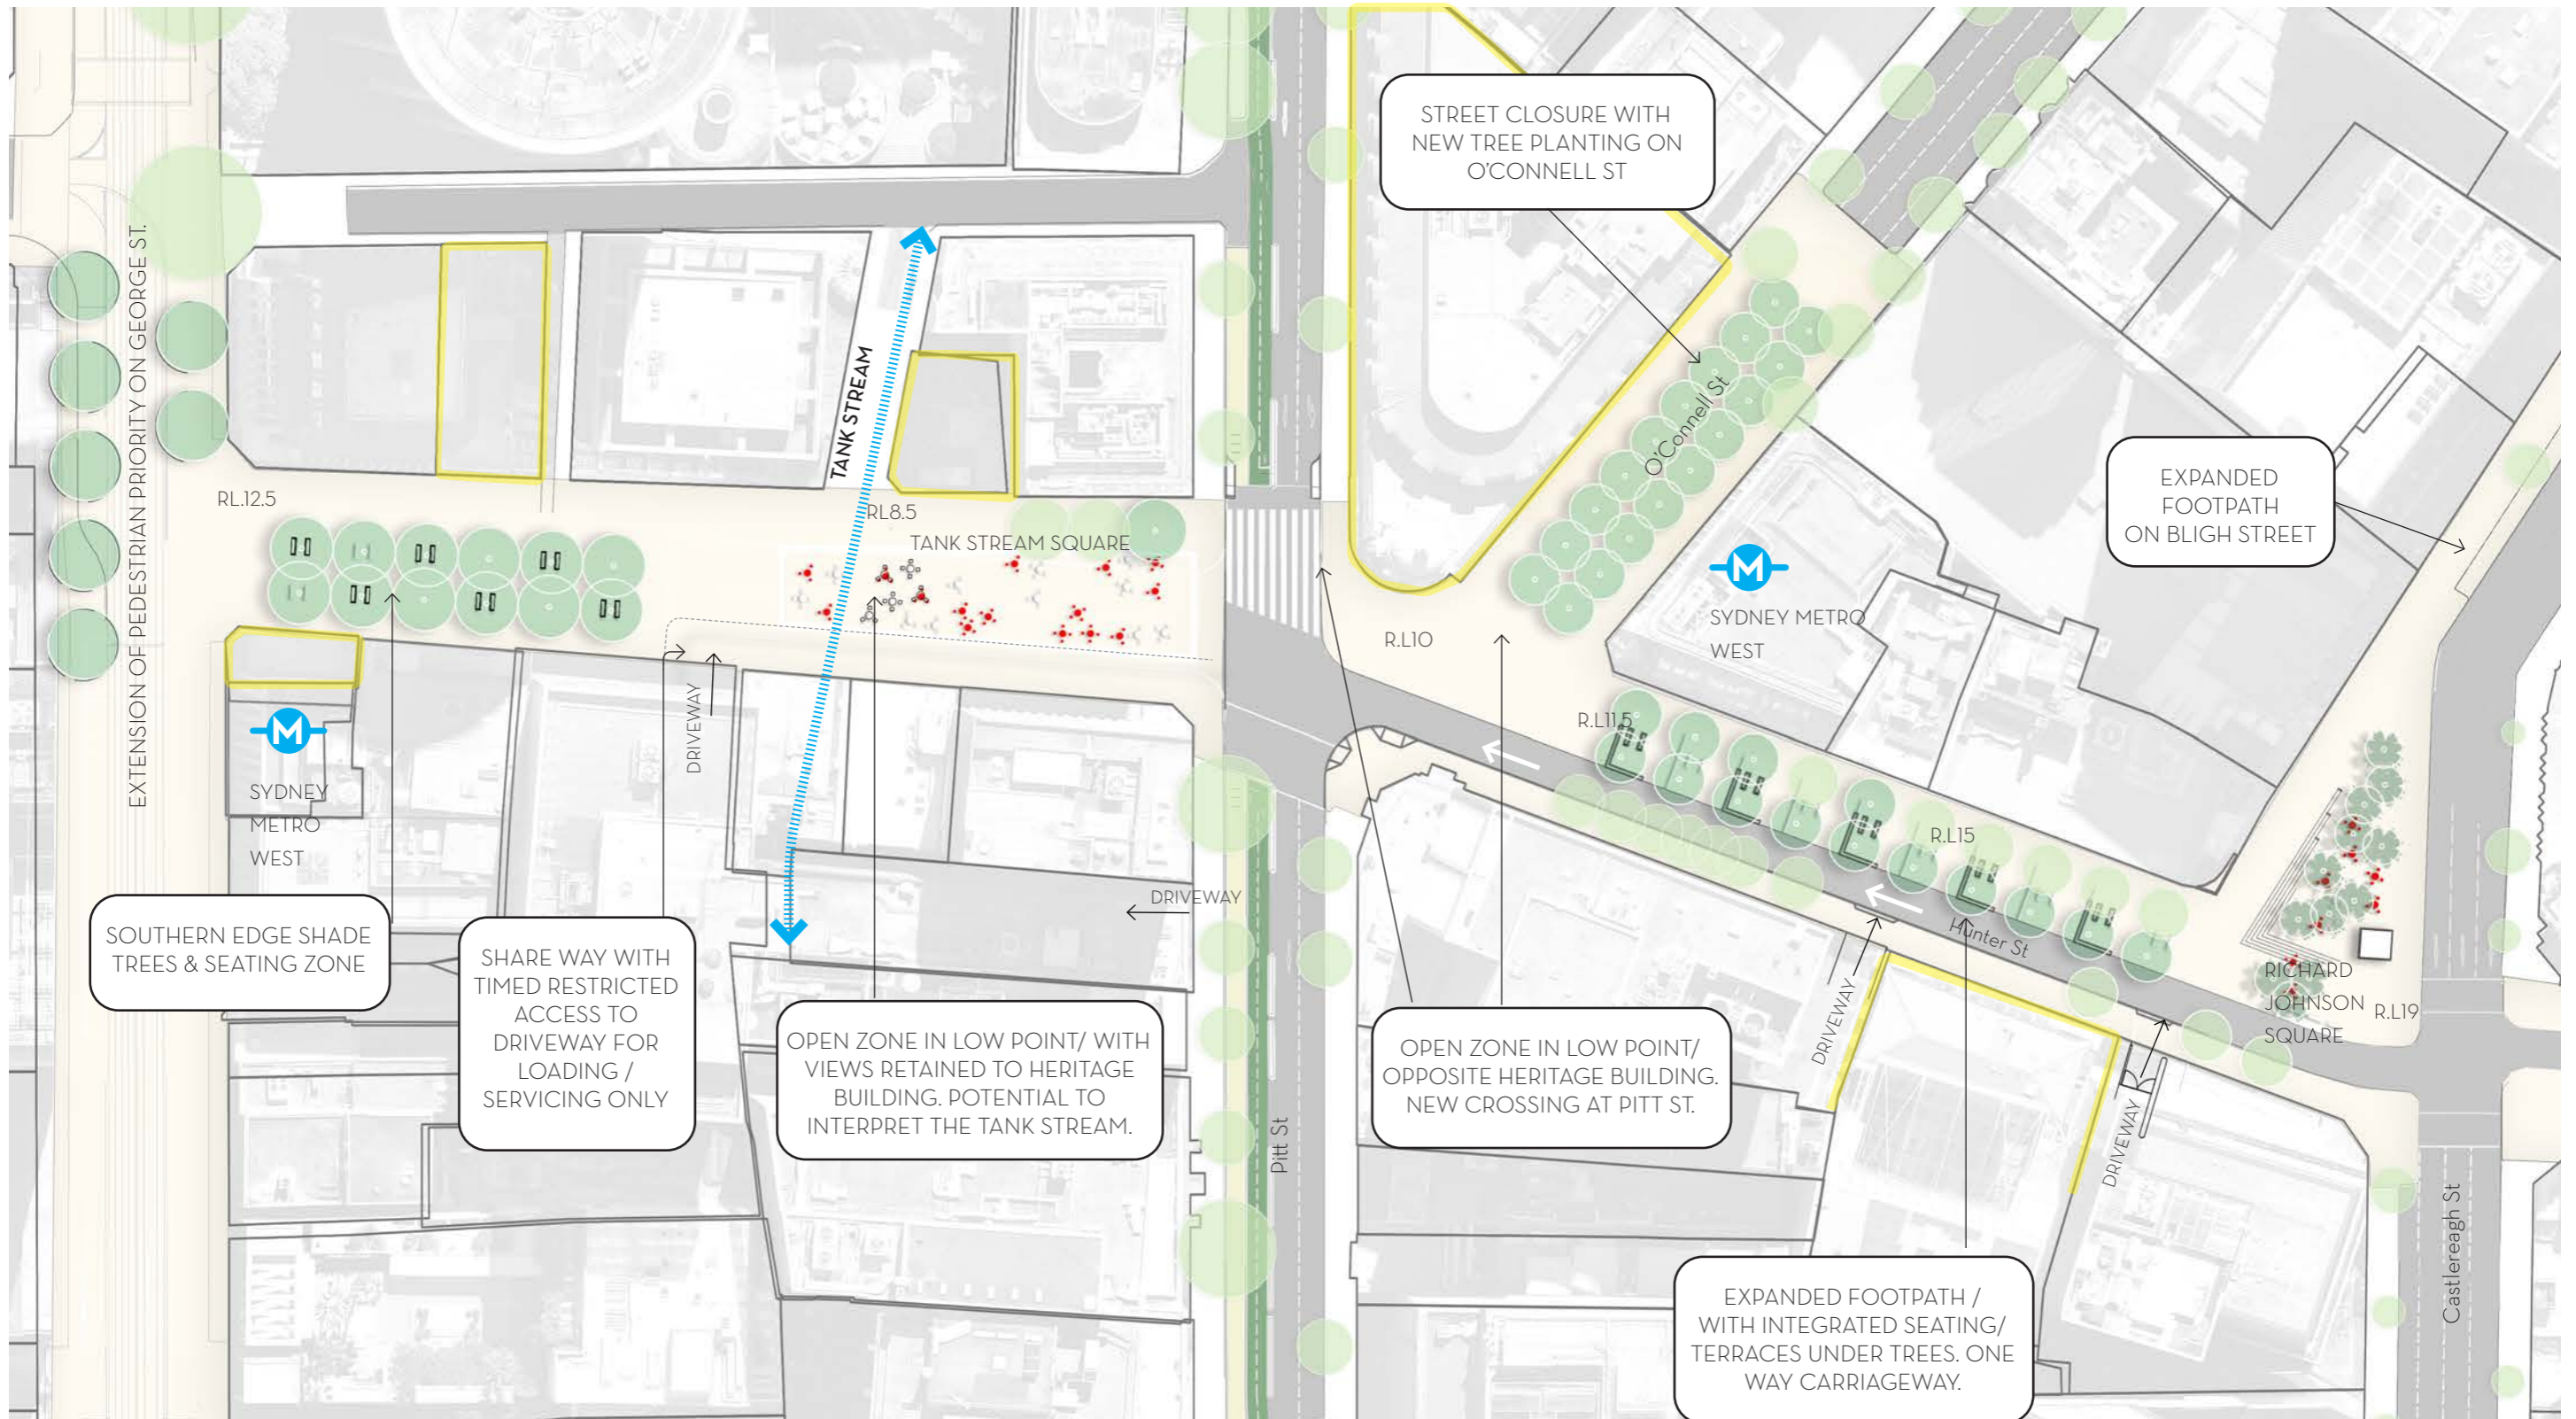 STREET CLOSURE WITH
NEW TREE PLANTING ON
O'CONNELL ST
EXTENSION OF PEDESTRIAN PRIORITY ON GEORGE ST.
TANK STREAM
O'Connell St
EXPANDED
FOOTPATH
ON BLIGH STREET
RL.12.5
RL8.5
TANK STREAM SQUARE
M
SYDNEY METRO
WEST
R.L10
DRIVEWAY
M
SYDNEY
METRO
WEST
R.L11.5
R.L15
DRIVEWAY
Hunter St
RICHARD
JOHNSON
SQUARE
R.L19
SOUTHERN EDGE SHADE
TREES & SEATING ZONE
SHARE WAY WITH
TIMED RESTRICTED
ACCESS TO
DRIVEWAY FOR
LOADING /
SERVICING ONLY
OPEN ZONE IN LOW POINT/ WITH
VIEWS RETAINED TO HERITAGE
BUILDING. POTENTIAL TO
INTERPRET THE TANK STREAM.
Pitt St
OPEN ZONE IN LOW POINT/
OPPOSITE HERITAGE BUILDING.
NEW CROSSING AT PITT ST.
DRIVEWAY
DRIVEWAY
Castlereagh St
EXPANDED FOOTPATH /
WITH INTEGRATED SEATING/
TERRACES UNDER TREES. ONE
WAY CARRIAGEWAY.